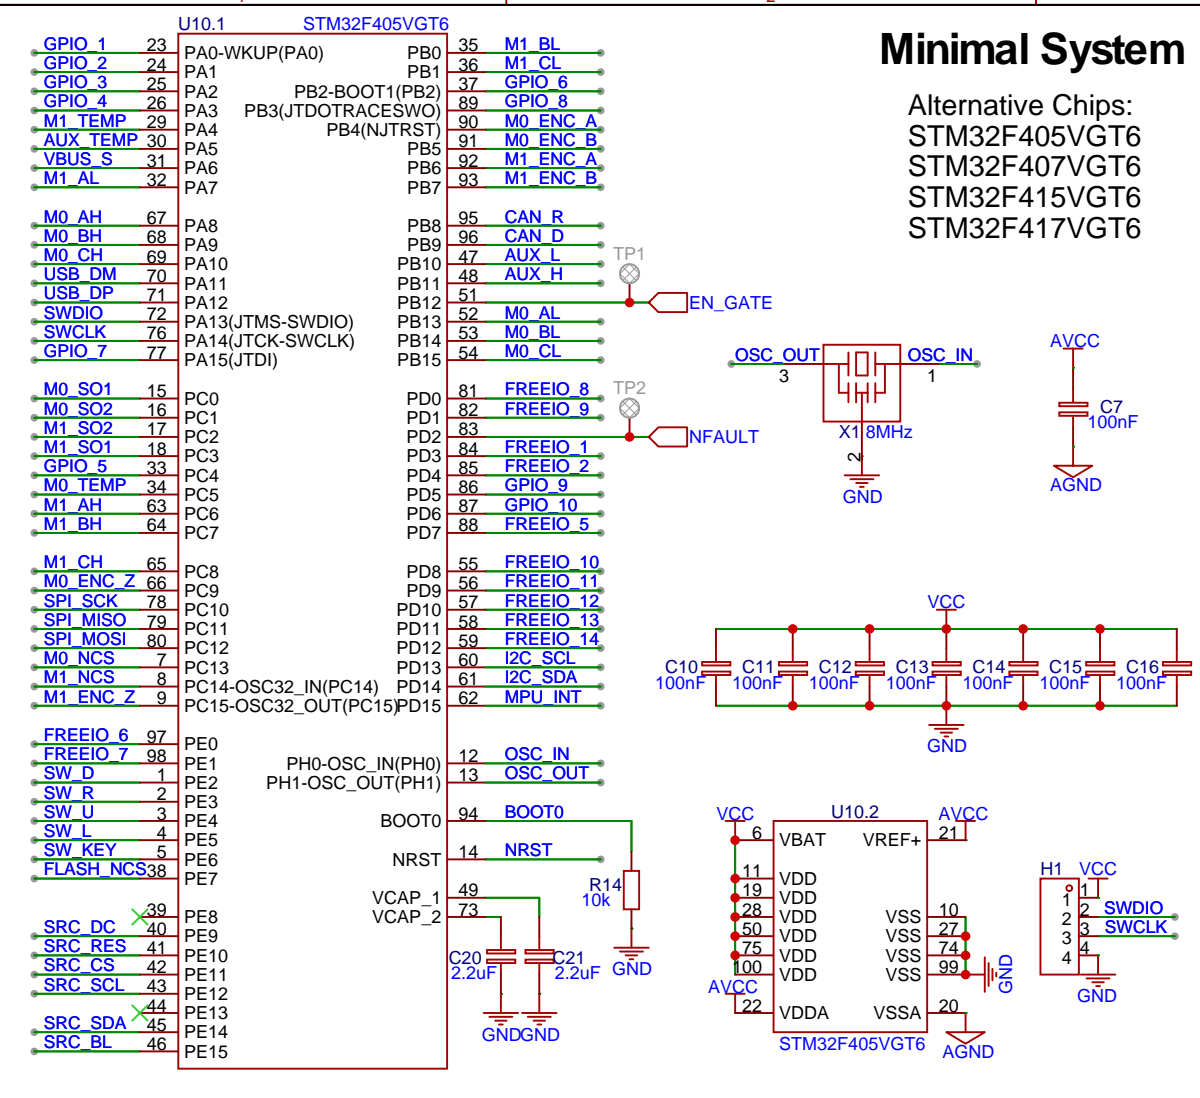 U10.1 STM32F405VGT6
Minimal System
Alternative Chips:
STM32F405VGT6
STM32F407VGT6
STM32F415VGT6
STM32F417VGT6
GPIO_1 23 PA0-WKUP(PA0) PB0 35 M1_BL
GPIO_2 24 PA1 PB1 36 M1_CL
GPIO_3 25 PA2 PB2-BOOT1(PB2) 37 GPIO_6
GPIO_4 26 PA3 PB3(JTDOTRACESWO) 89 GPIO_8
M1_TEMP 29 PA4 PB4(NJTRST) 90 M0_ENC_A
AUX_TEMP 30 PA5 PB5 91 M0_ENC_B
VBUS_S 31 PA6 PB6 92 M1_ENC_A
M1_AL 32 PA7 PB7 93 M1_ENC_B
M0_AH 67 PA8 PB8 95 CAN_R
M0_BH 68 PA9 PB9 96 CAN_D
M0_CH 69 PA10 PB10 47 AUX_L
USB_DM 70 PA11 PB11 48 AUX_H
TP1
USB_DP 71 PA12 PB12 51 EN_GATE
SWDIO 72 PA13(JTMS-SWDIO) PB13 52 M0_AL
SWCLK 76 PA14(JTCK-SWCLK) PB14 53 M0_BL
GPIO_7 77 PA15(JTDI) PB15 54 M0_CL
M0_SO1 15 PC0 PD0 81 FREEIO_8
M0_SO2 16 PC1 PD1 82 FREEIO_9
TP2
M1_SO2 17 PC2 PD2 83 NFAULT
M1_SO1 18 PC3 PD3 84 FREEIO_1
GPIO_5 33 PC4 PD4 85 FREEIO_2
M0_TEMP 34 PC5 PD5 86 GPIO_9
M1_AH 63 PC6 PD6 87 GPIO_10
M1_BH 64 PC7 PD7 88 FREEIO_5
M1_CH 65 PC8 PD8 55 FREEIO_10
M0_ENC_Z 66 PC9 PD9 56 FREEIO_11
SPI_SCK 78 PC10 PD10 57 FREEIO_12
SPI_MISO 79 PC11 PD11 58 FREEIO_13
SPI_MOSI 80 PC12 PD12 59 FREEIO_14
M0_NCS 7 PC13 PD13 60 I2C_SCL
M1_NCS 8 PC14-OSC32_IN(PC14) PD14 61 I2C_SDA
M1_ENC_Z 9 PC15-OSC32_OUT(PC15) PD15 62 MPU_INT
FREEIO_6 97 PE0
FREEIO_7 98 PE1 PH0-OSC_IN(PH0) 12 OSC_IN
SW_D 1 PE2 PH1-OSC_OUT(PH1) 13 OSC_OUT
SW_R 2 PE3
SW_U 3 PE4 BOOT0 94 BOOT0
SW_L 4 PE5
SW_KEY 5 PE6 NRST 14 NRST
FLASH_NCS 38 PE7
VCAP_1 49
39 PE8 VCAP_2 73
SRC_DC 40 PE9
SRC_RES 41 PE10
SRC_CS 42 PE11
SRC_SCL 43 PE12
44 PE13
SRC_SDA 45 PE14
SRC_BL 46 PE15
R14
10k
GND
C20
2.2uF
C21
2.2uF
GND GND
OSC_OUT OSC_IN
3 1
X1 8MHz
2
GND
AVCC
C7
100nF
AGND
VCC
C10 C11 C12 C13 C14 C15 C16
100nF 100nF 100nF 100nF 100nF 100nF 100nF
GND
VCC U10.2 AVCC
6 VBAT VREF+ 21
11 VDD
19 VDD
28 VDD VSS 10
50 VDD VSS 27
75 VDD VSS 74
100 VDD VSS 99
GND
AVCC
22 VDDA VSSA 20
STM32F405VGT6
AGND
H1 VCC
1 1
2 2 SWDIO
3 3 SWCLK
4 4
GND